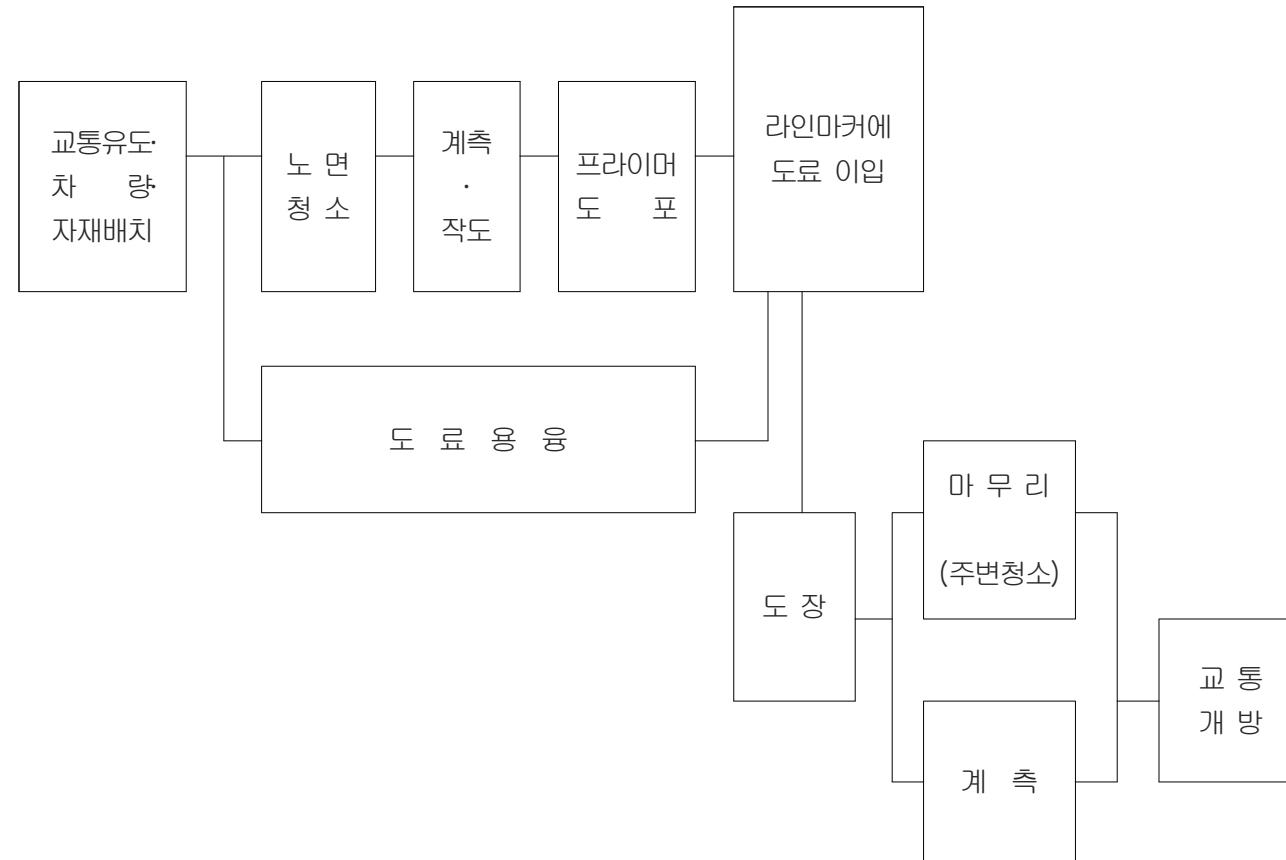 교통유도·
차 량·
자재배치
노 면
청 소
계측
·
작도
프라이머
도 포
라인마커에
도료 이입
도 료 용 융
도 장
마 무 리
(주변청소)
계 측
교 통
개 방